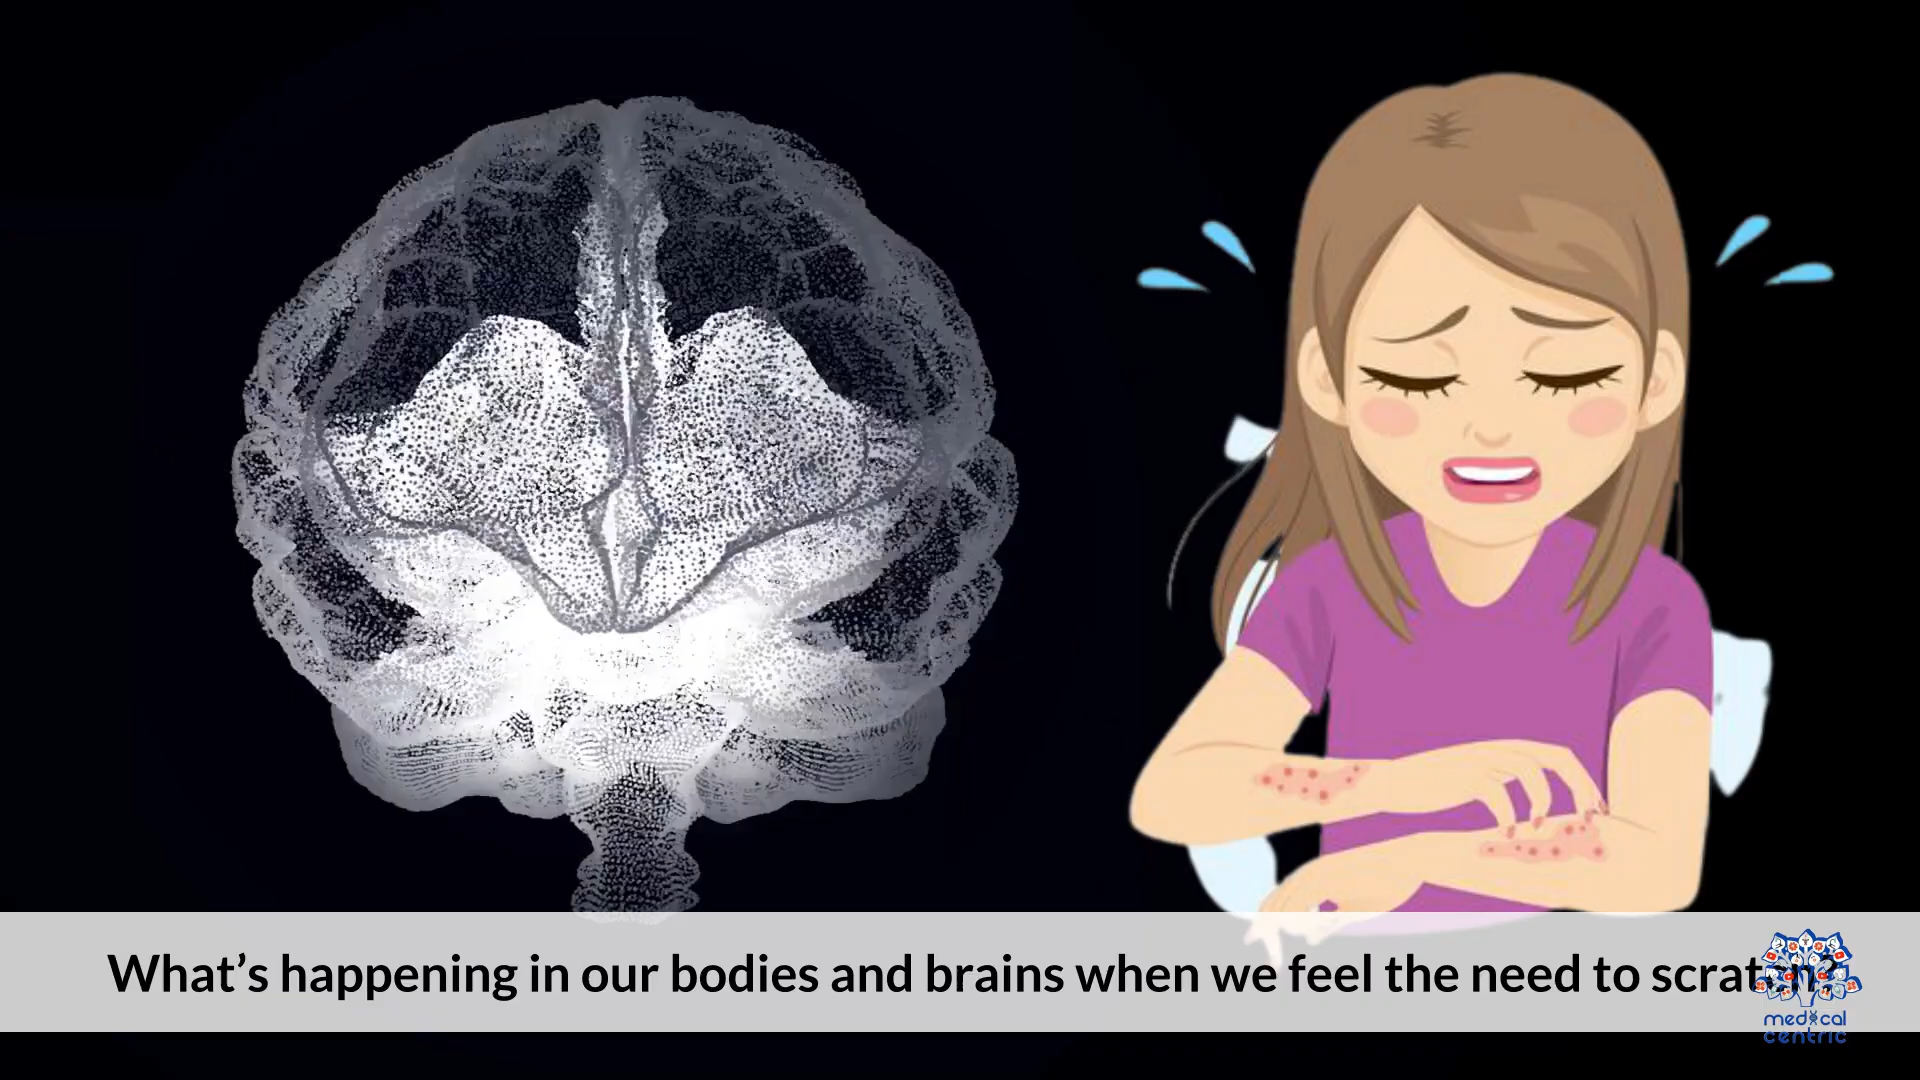 What’s happening in our bodies and brains when we feel the need to scratch?
medical
centric